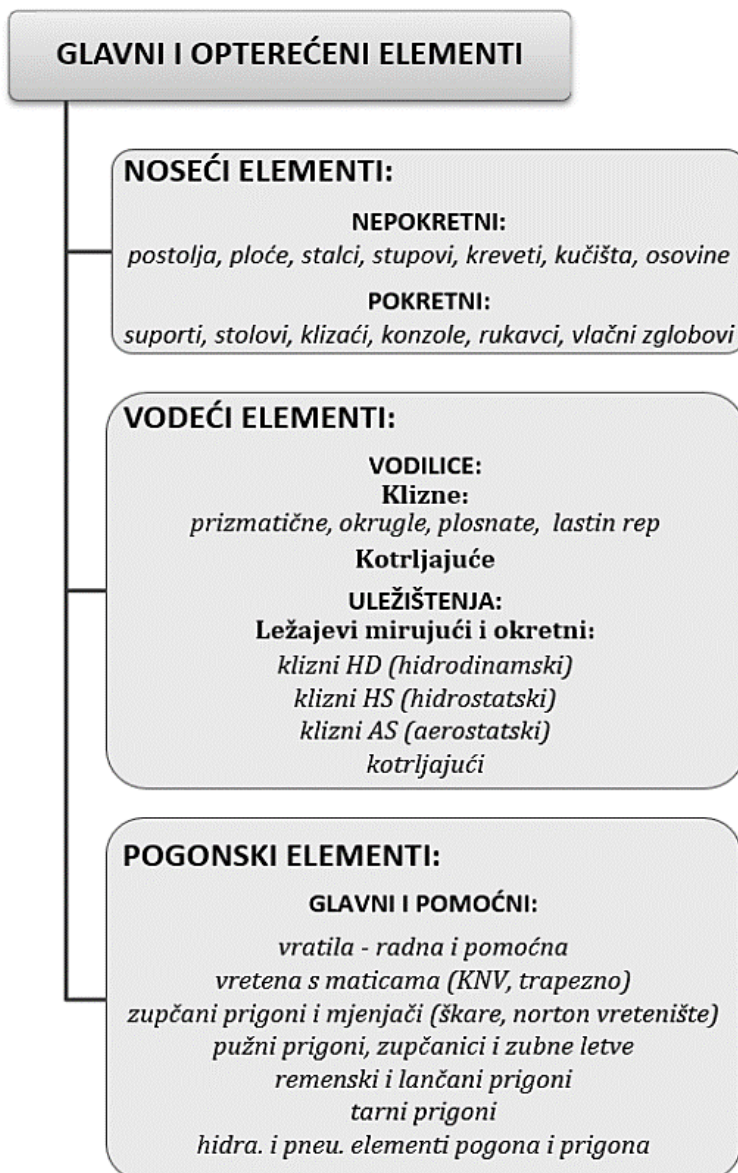 GLAVNI I OPTEREĆENI ELEMENTI
NOSEĆI ELEMENTI:
NEPOKRETNI:
postolja, ploće, stalci, stupovi, kreveti, kučišta, osovine
POKRETNI:
suporti, stolovi, klizaći, konzole, rukavci, vlačni zglobovi
VODEĆI ELEMENTI:
VODILICE:
Klizne:
prizmatične, okrugle, plosnate, lastin rep
Kotrljajuće
ULEŽIŠTENJA:
Ležajevi mirujući i okretni:
klizni HD (hidrodinamski)
klizni HS (hidrostatski)
klizni AS (aerostatski)
kotrljajući
POGONSKI ELEMENTI:
GLAVNI I POMOĆNI:
vratila - radna i pomoćna
vretena s maticama (KNV, trapezno)
zupčani prigoni i mjenjači (škare, norton vretenište)
pužni prigoni, zupčanici i zubne letve
remenski i lančani prigoni
tarni prigoni
hidra. i pneu. elementi pogona i prigona